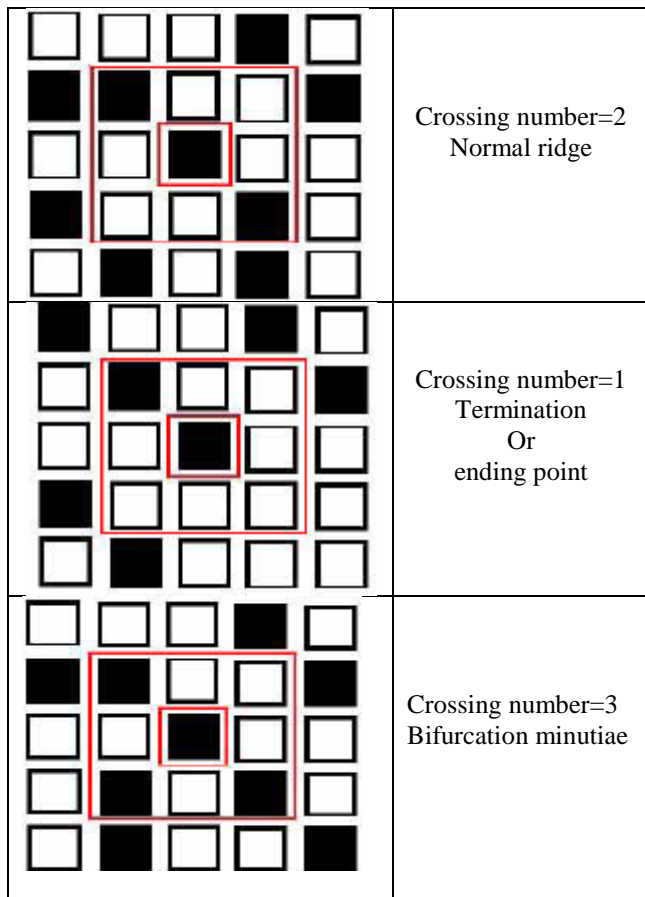 Crossing number=2
Normal ridge
Crossing number=1
Termination
Or
ending point
Crossing number=3
Bifurcation minutiae